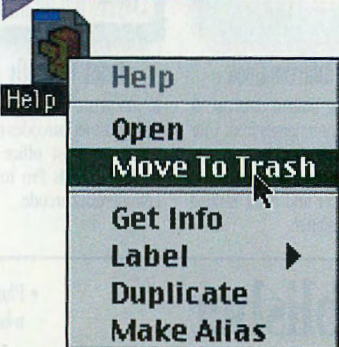 Help
Help
Open
Move To Trash
Get Info
Label
Duplicate
Make Alias